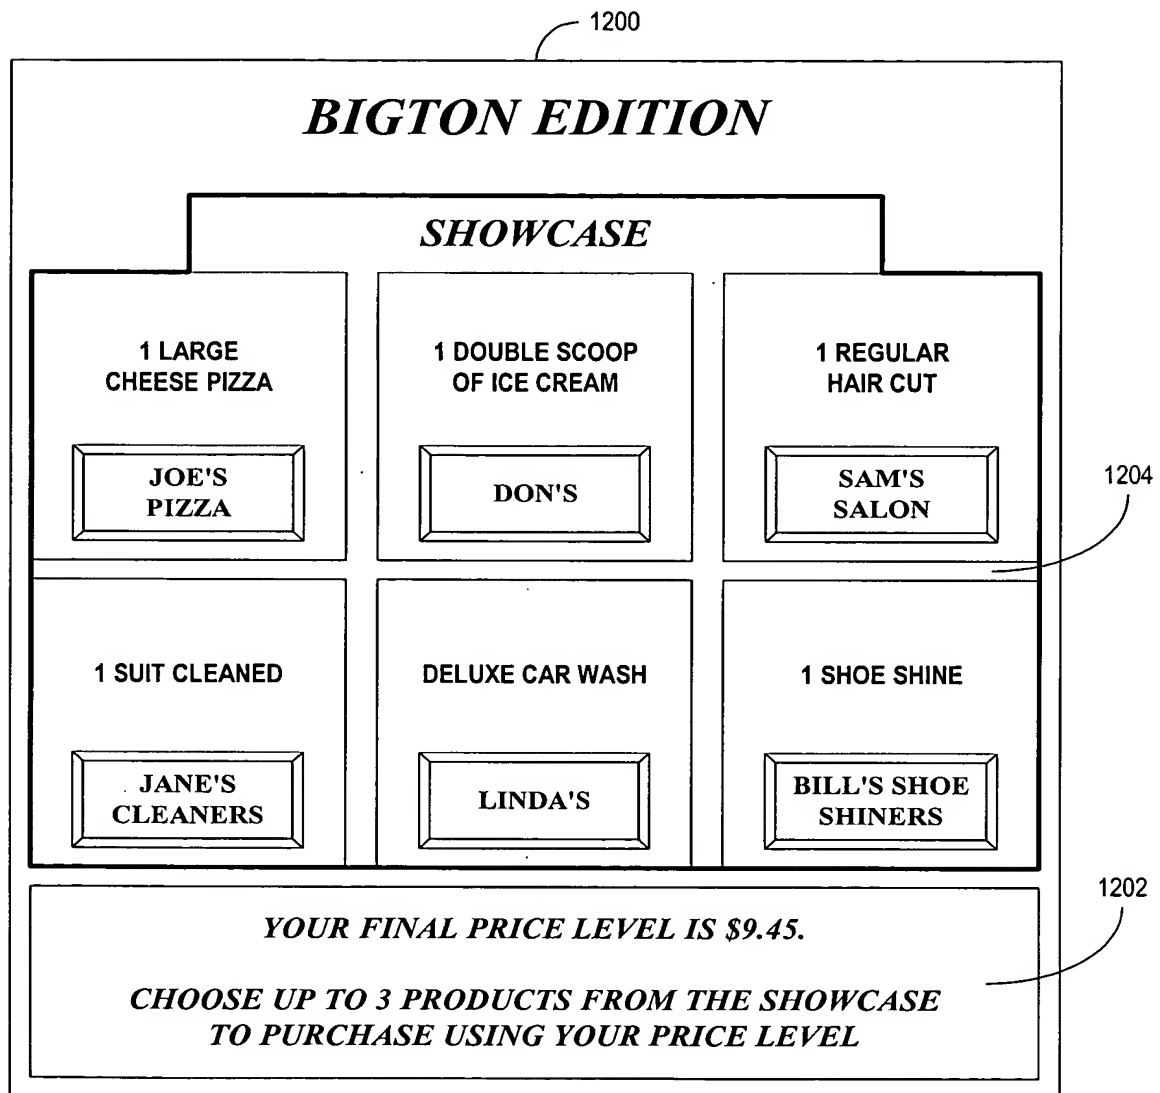 1200
BIGTON EDITION
SHOWCASE
1 LARGE
CHEESE PIZZA
JOE'S
PIZZA
1 DOUBLE SCOOP
OF ICE CREAM
DON'S
1 REGULAR
HAIR CUT
SAM'S
SALON
1204
1 SUIT CLEANED
JANE'S
CLEANERS
DELUXE CAR WASH
LINDA'S
1 SHOE SHINE
BILL'S SHOE
SHINERS
1202
YOUR FINAL PRICE LEVEL IS $9.45.
CHOOSE UP TO 3 PRODUCTS FROM THE SHOWCASE
TO PURCHASE USING YOUR PRICE LEVEL